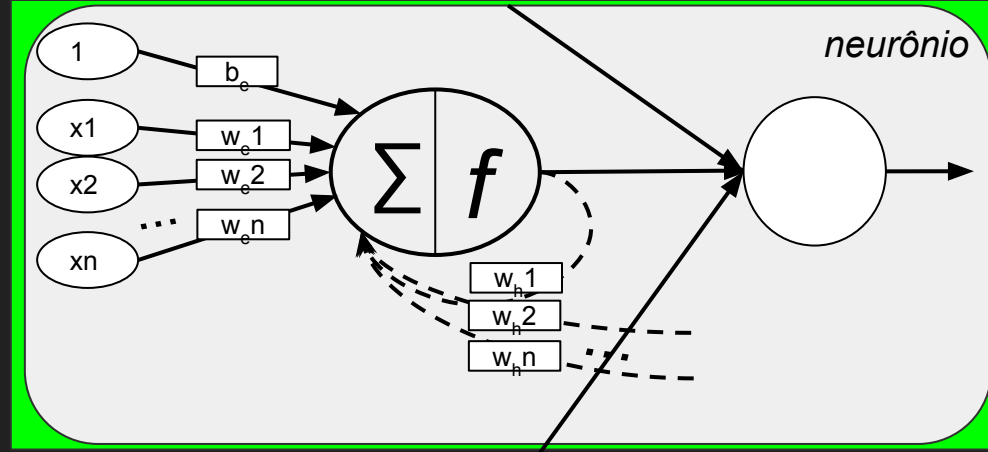 neurônio
1
b_e
x1
w_e1
x2
w_e2
...
w_en
xn
Σ f
w_h1
w_h2
...
w_hn